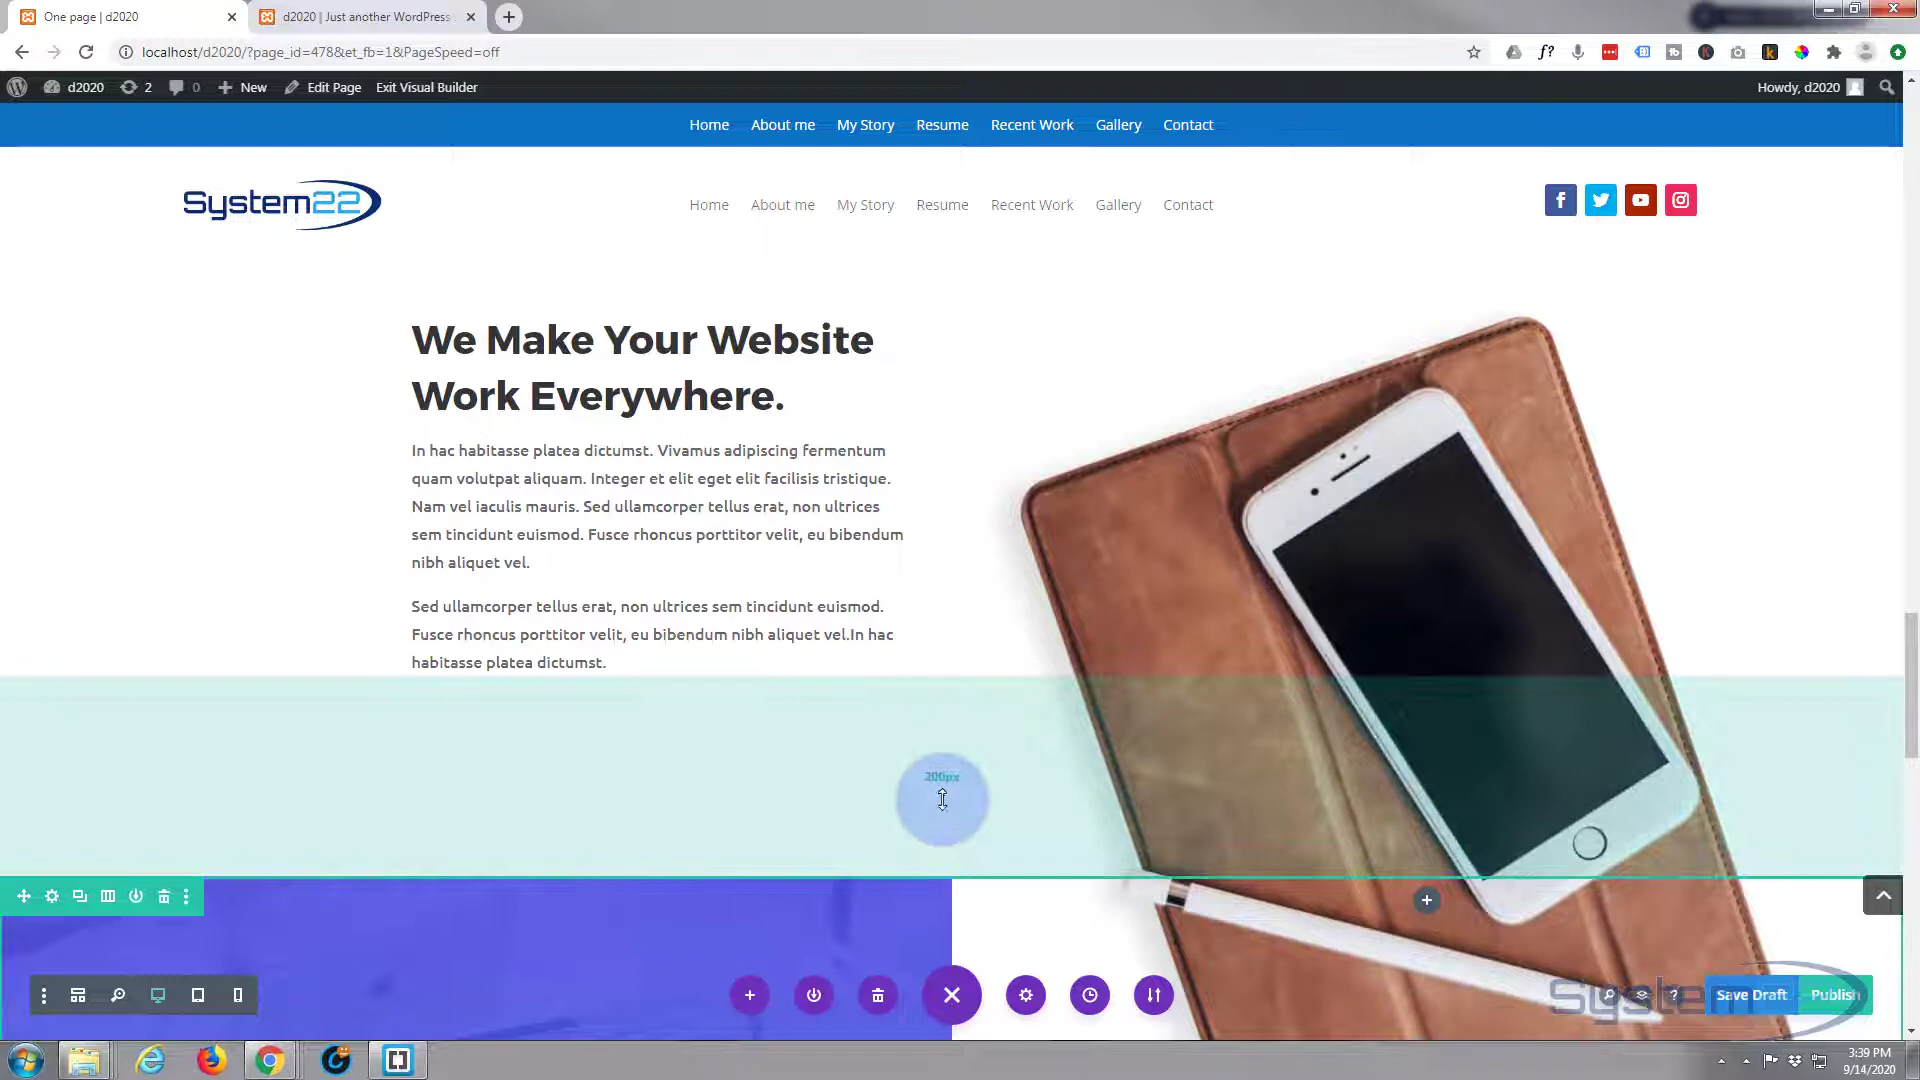 One page | d2020
d2020 | Just another WordPress
localhost/d2020/?page_id=478&et_fb=1&PageSpeed=off
d2020 2 0 New Edit Page Exit Visual Builder Howdy, d2020
Home About me My Story Resume Recent Work Gallery Contact
System22 Home About me My Story Resume Recent Work Gallery Contact
We Make Your Website
Work Everywhere.
In hac habitasse platea dictumst. Vivamus adipiscing fermentum
quam volutpat aliquam. Integer et elit eget elit facilisis tristique.
Nam vel iaculis mauris. Sed ullamcorper tellus erat, non ultrices
sem tincidunt euismod. Fusce rhoncus porttitor velit, eu bibendum
nibh aliquet vel.
Sed ullamcorper tellus erat, non ultrices sem tincidunt euismod.
Fusce rhoncus porttitor velit, eu bibendum nibh aliquet vel.In hac
habitasse platea dictumst.
200px
Save Draft Publish
System22
3:39 PM
9/14/2020